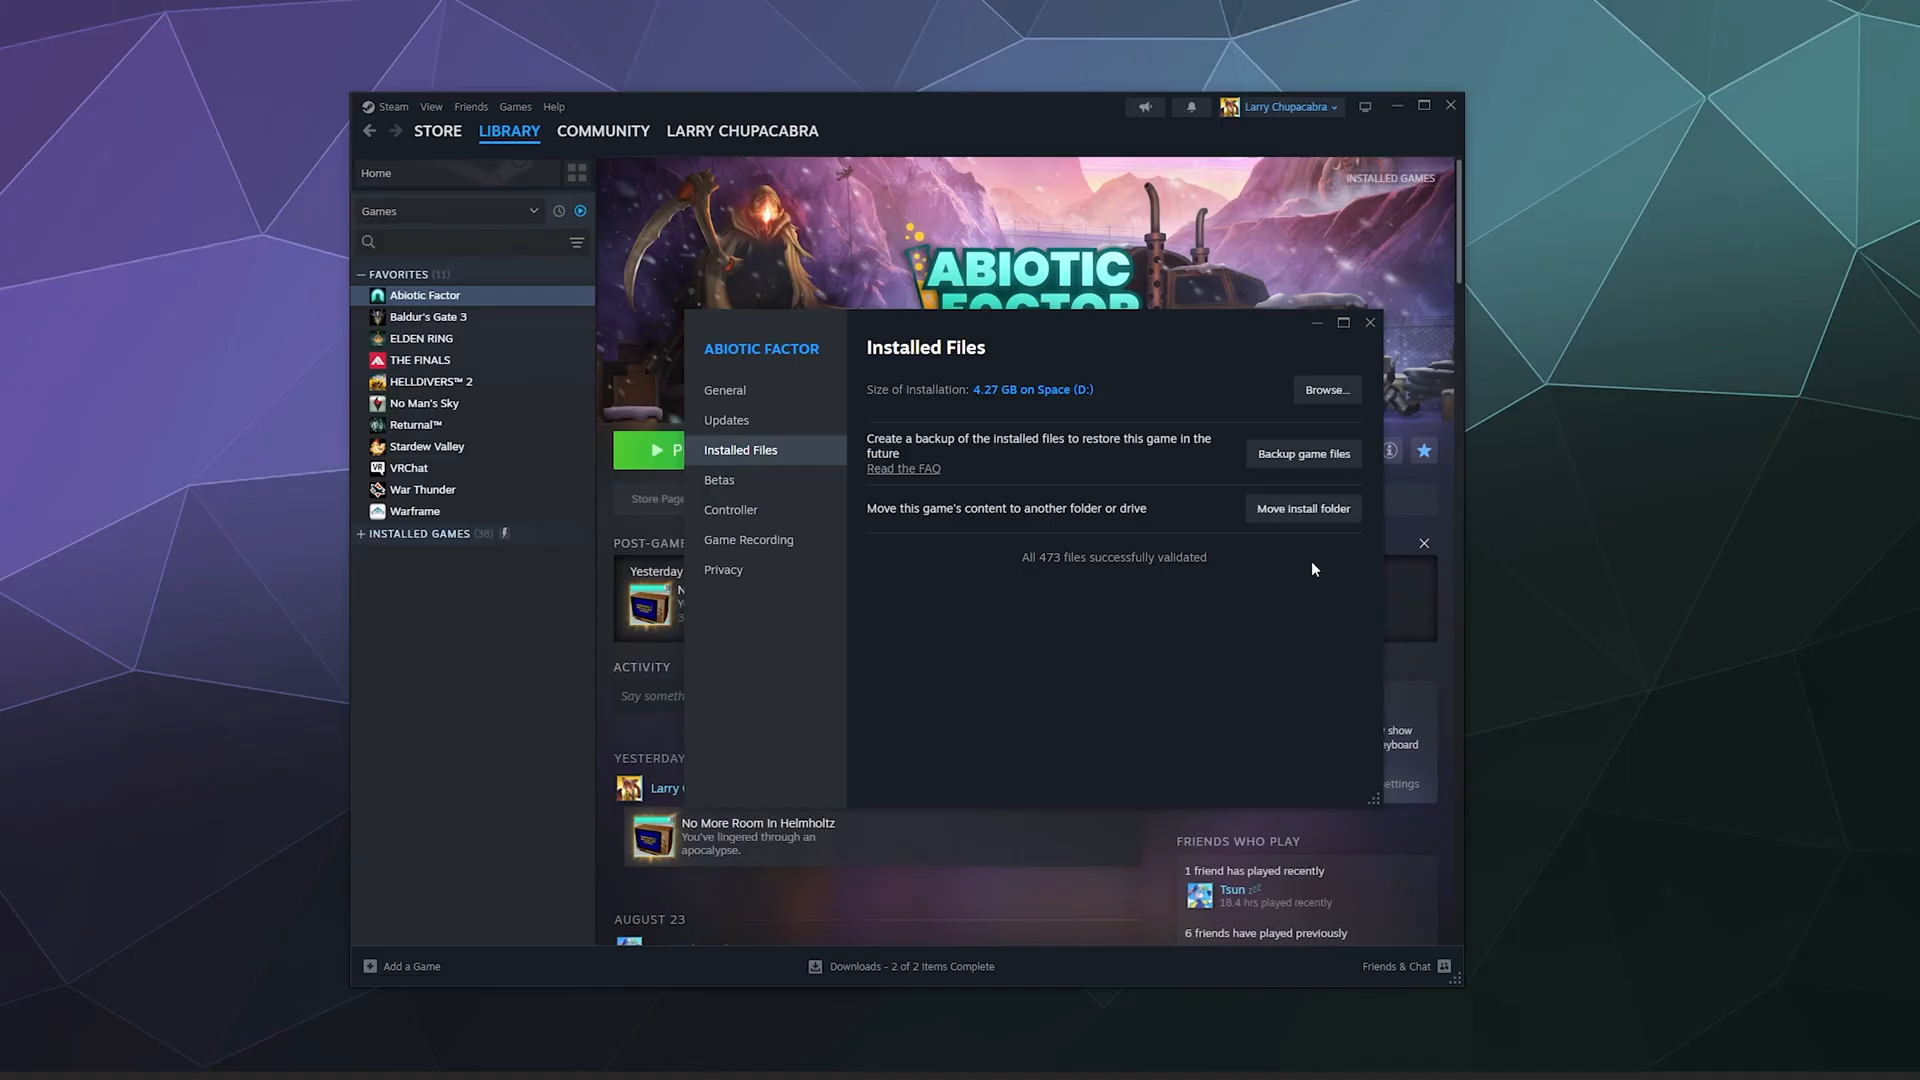 Steam View Friends Games Help
Larry Chupacabra
STORE LIBRARY COMMUNITY LARRY CHUPACABRA
Home
Games
FAVORITES (11)
Abiotic Factor
Baldur's Gate 3
ELDEN RING
THE FINALS
HELLDIVERS™ 2
No Man's Sky
Returnal™
Stardew Valley
VRChat
War Thunder
Warframe
INSTALLED GAMES (38)
INSTALLED GAMES
ABIOTIC
FACTOR
P
Store Page
POST-GAME
Yesterday
ACTIVITY
Say someth
YESTERDAY
Larry
No More Room In Helmholtz
You've lingered through an
apocalypse.
AUGUST 23
ABIOTIC FACTOR
General
Updates
Installed Files
Betas
Controller
Game Recording
Privacy
Installed Files
Size of installation: 4.27 GB on Space (D:)
Browse...
Create a backup of the installed files to restore this game in the
future
Read the FAQ
Backup game files
Move this game's content to another folder or drive
Move install folder
All 473 files successfully validated
show
eyboard
ettings
FRIENDS WHO PLAY
1 friend has played recently
Tsun zzz
18.4 hrs played recently
6 friends have played previously
Add a Game
Downloads - 2 of 2 Items Complete
Friends & Chat